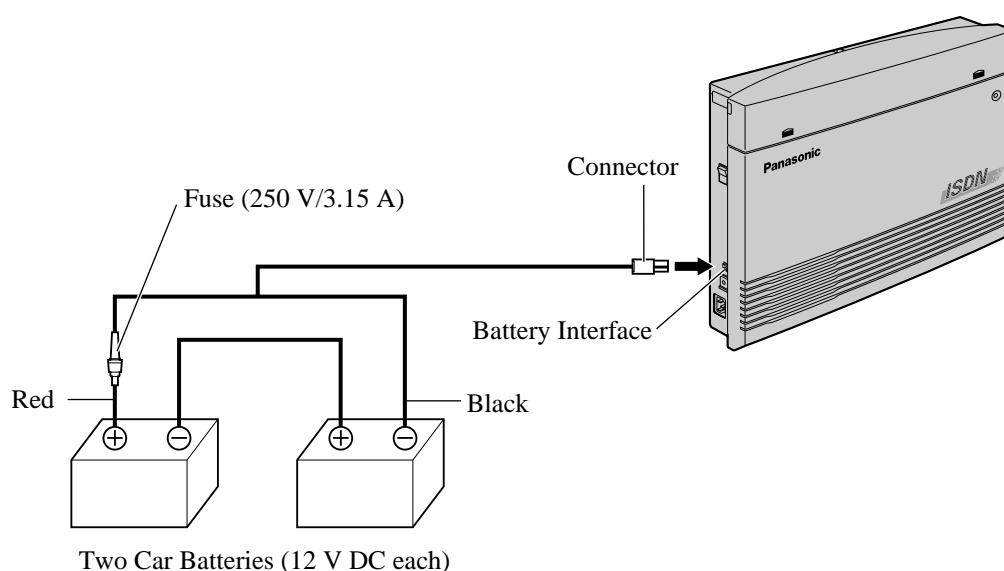 Connector
Panasonic
ISDN
Fuse (250 V/3.15 A)
Battery Interface
Red
Black
+
−
+
−
Two Car Batteries (12 V DC each)